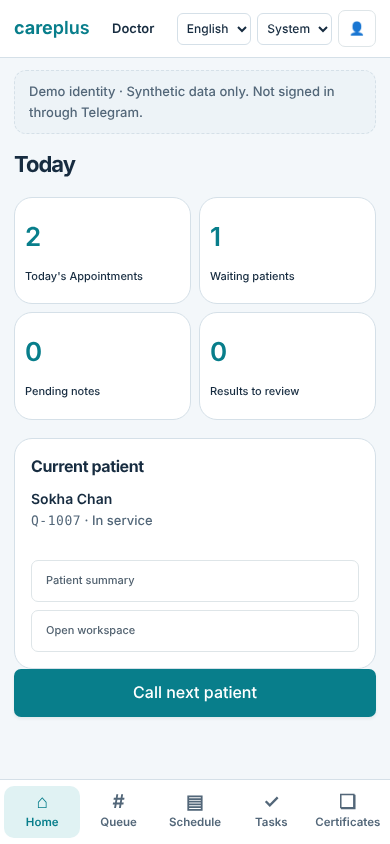 careplus
Doctor
English
System
Demo identity · Synthetic data only. Not signed in
through Telegram.
Today
2
Today's Appointments
1
Waiting patients
0
Pending notes
0
Results to review
Current patient
Sokha Chan
Q-1007 · In service
Patient summary
Open workspace
Call next patient
Home
Queue
Schedule
Tasks
Certificates